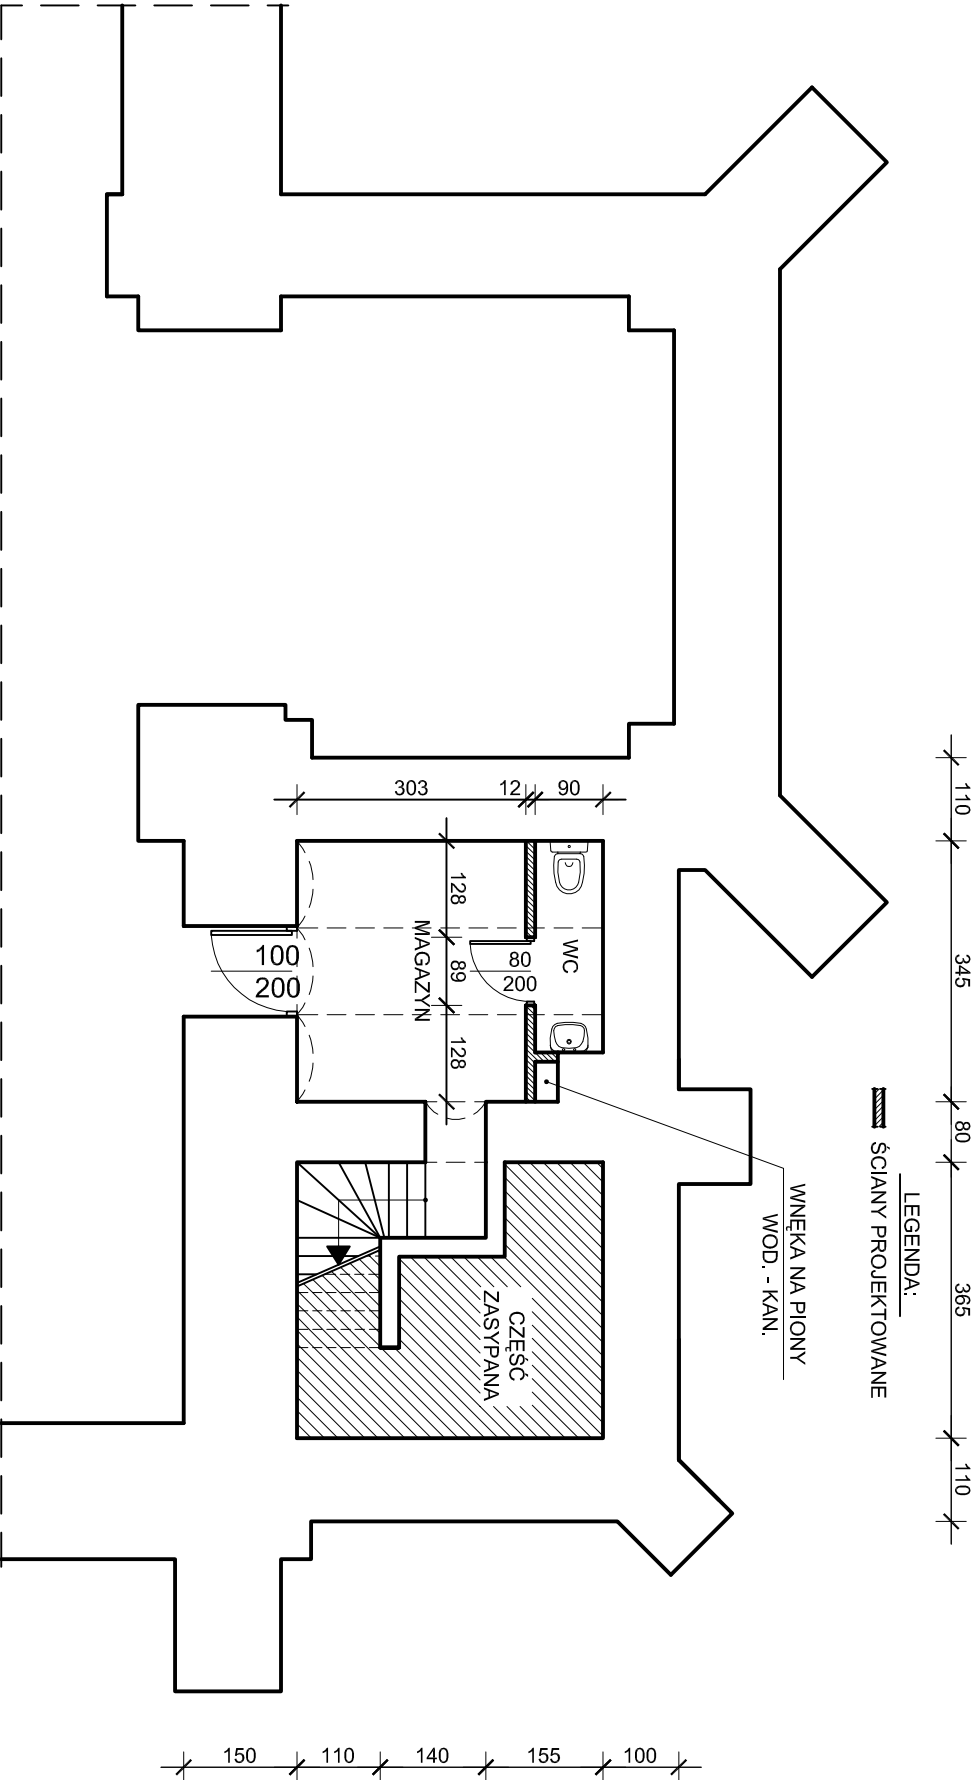 LEGENDA:
ŚCIANY PROJEKTOWANE
WNĘKA NA PIONY
WOD. - KAN.
110
345
80
365
110
303
12
90
128
89
128
MAGAZYN
WC
80
200
100
200
CZĘŚĆ
ZASYPANA
150
110
140
155
100